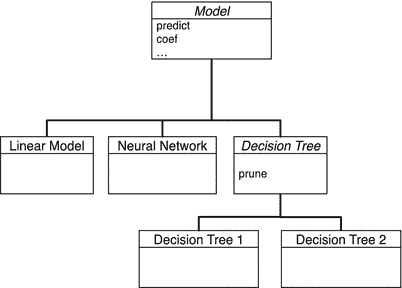 Model
predict
coef
...
Linear Model
Neural Network
Decision Tree
prune
Decision Tree 1
Decision Tree 2